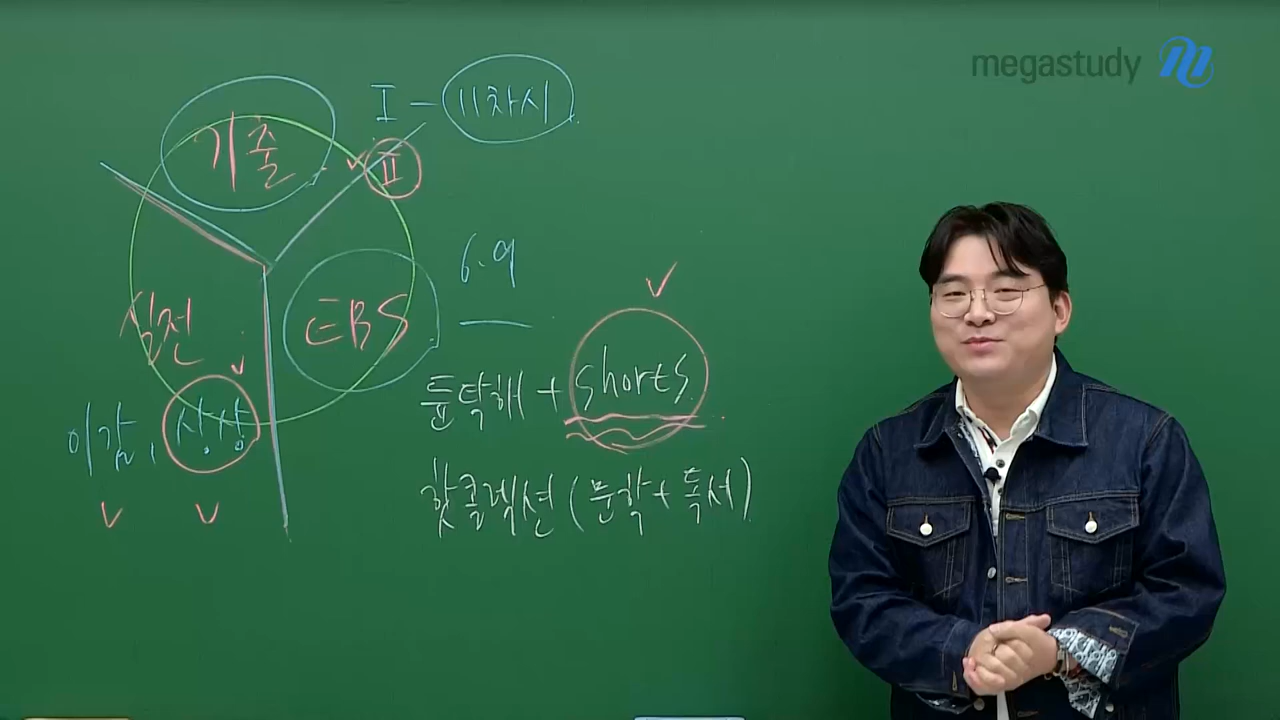 megastudy
I - 11차시
기출
II
6.9
실전
EBS
듄탁해 + shorts
이감, 상상
핫콜렉션 (문학 + 독서)